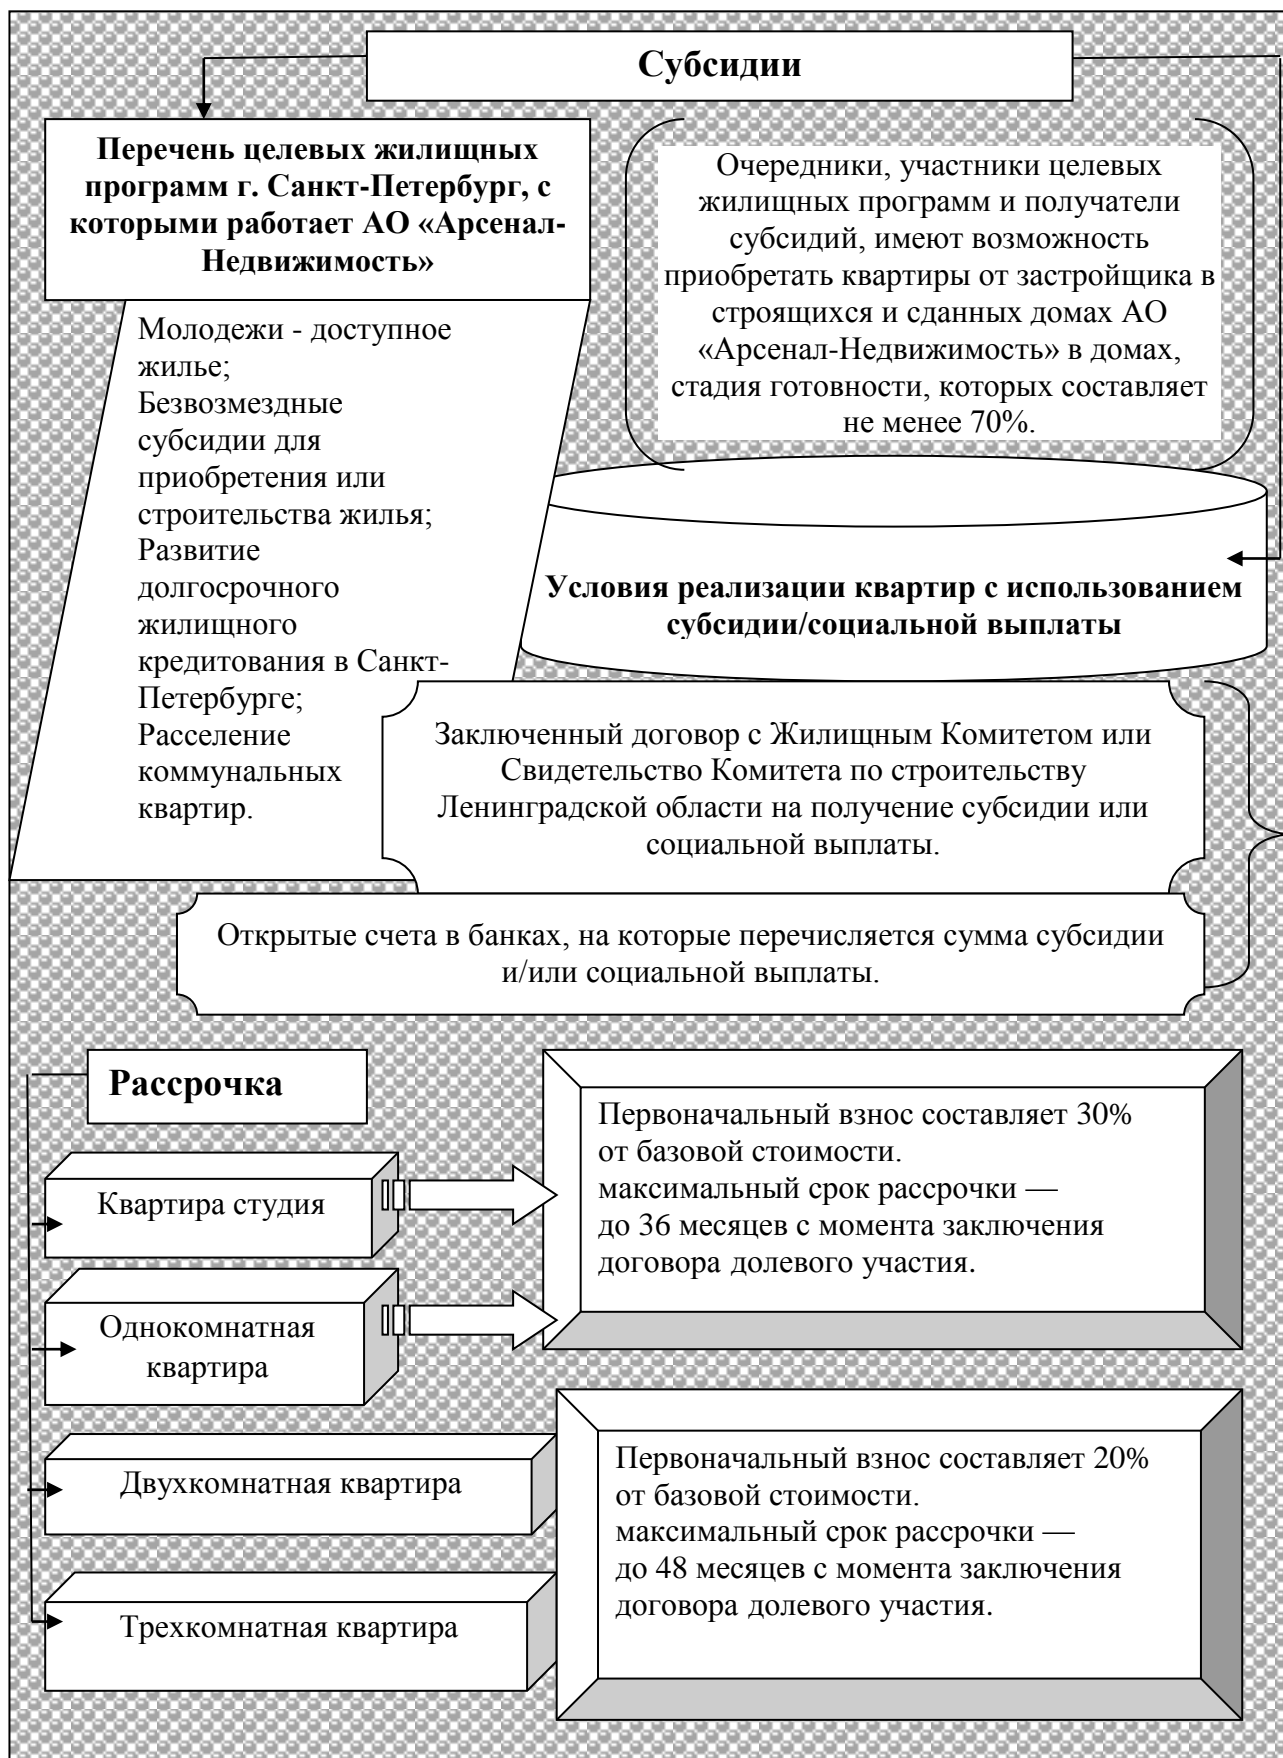 Субсидии
Перечень целевых жилищных
программ г. Санкт-Петербург, с
которыми работает АО «Арсенал-
Недвижимость»
Молодежи - доступное
жилье;
Безвозмездные
субсидии для
приобретения или
строительства жилья;
Развитие
долгосрочного
жилищного
кредитования в Санкт-
Петербурге;
Расселение
коммунальных
квартир.
Очередники, участники целевых
жилищных программ и получатели
субсидий, имеют возможность
приобретать квартиры от застройщика в
строящихся и сданных домах АО
«Арсенал-Недвижимость» в домах,
стадия готовности, которых составляет
не менее 70%.
Условия реализации квартир с использованием
субсидии/социальной выплаты
Заключенный договор с Жилищным Комитетом или
Свидетельство Комитета по строительству
Ленинградской области на получение субсидии или
социальной выплаты.
Открытые счета в банках, на которые перечисляется сумма субсидии
и/или социальной выплаты.
Рассрочка
Квартира студия
Однокомнатная
квартира
Первоначальный взнос составляет 30%
от базовой стоимости.
максимальный срок рассрочки —
до 36 месяцев с момента заключения
договора долевого участия.
Двухкомнатная квартира
Трехкомнатная квартира
Первоначальный взнос составляет 20%
от базовой стоимости.
максимальный срок рассрочки —
до 48 месяцев с момента заключения
договора долевого участия.